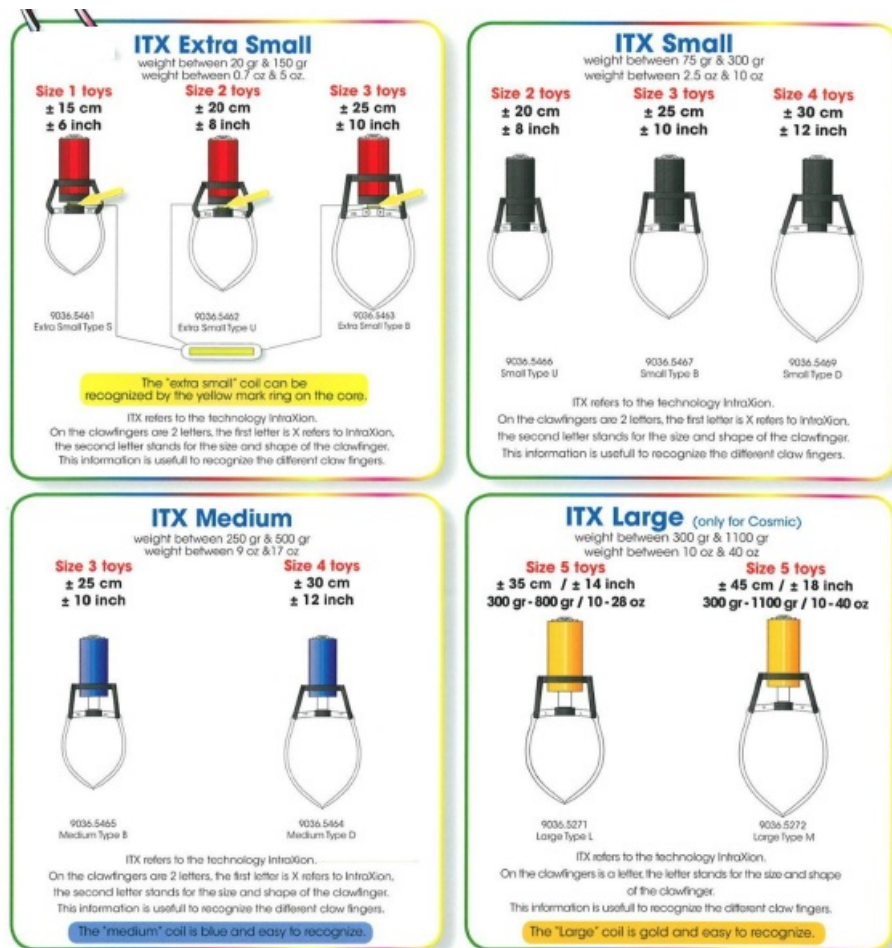 ITX Extra Small
weight between 20 gr & 150 gr
weight between 0.7 oz & 5 oz.
Size 1 toys
± 15 cm
± 6 inch
Size 2 toys
± 20 cm
± 8 inch
Size 3 toys
± 25 cm
± 10 inch
9036.5461
Extra Small Type S
9036.5462
Extra Small Type U
9036.5463
Extra Small Type B
The "extra small" coil can be
recognized by the yellow mark ring on the core.
ITX refers to the technology IntraXion.
On the clawfingers are 2 letters, the first letter is X refers to IntraXion,
the second letter stands for the size and shape of the clawfinger.
This information is usefull to recognize the different claw fingers.
ITX Small
weight between 75 gr & 300 gr
weight between 2.5 oz & 10 oz
Size 2 toys
± 20 cm
± 8 inch
Size 3 toys
± 25 cm
± 10 inch
Size 4 toys
± 30 cm
± 12 inch
9036.5466
Small Type U
9036.5467
Small Type B
9036.5469
Small Type D
ITX refers to the technology IntraXion.
On the clawfingers are 2 letters, the first letter is X refers to IntraXion,
the second letter stands for the size and shape of the clawfinger.
This information is usefull to recognize the different claw fingers.
ITX Medium
weight between 250 gr & 500 gr
weight between 9 oz &17 oz
Size 3 toys
± 25 cm
± 10 inch
Size 4 toys
± 30 cm
± 12 inch
9036.5465
Medium Type B
9036.5464
Medium Type D
ITX refers to the technology IntraXion.
On the clawfingers are 2 letters, the first letter is X refers to IntraXion,
the second letter stands for the size and shape of the clawfinger.
This information is usefull to recognize the different claw fingers.
The "medium" coil is blue and easy to recognize.
ITX Large (only for Cosmic)
weight between 300 gr & 1100 gr
weight between 10 oz & 40 oz
Size 5 toys
± 35 cm / ± 14 inch
300 gr - 800 gr / 10 - 28 oz
Size 5 toys
± 45 cm / ± 18 inch
300 gr - 1100 gr / 10 - 40 oz
9036.5271
Large Type L
9036.5272
Large Type M
ITX refers to the technology IntraXion.
On the clawfingers is a letter, the letter stands for the size and shape
of the clawfinger.
This information is usefull to recognize the different claw fingers.
The "Large" coil is gold and easy to recognize.